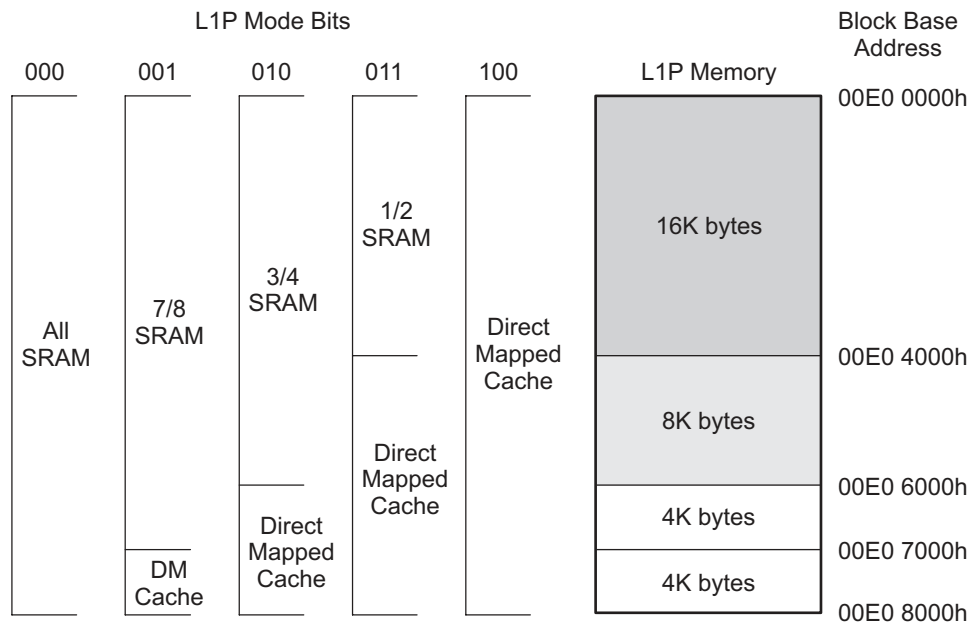 L1P Mode Bits
Block Base
Address
000 001 010 011 100 L1P Memory
00E0 0000h
1/2
SRAM
16K bytes
3/4
SRAM
7/8
SRAM
All
SRAM
Direct
Mapped
Cache
00E0 4000h
8K bytes
Direct
Mapped
Cache
00E0 6000h
4K bytes
Direct
Mapped
Cache
00E0 7000h
DM
Cache
4K bytes
00E0 8000h